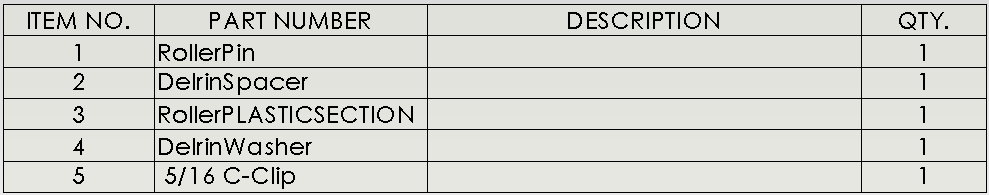 ITEM NO. PART NUMBER DESCRIPTION QTY.
1 RollerPin 1
2 DelrinSpacer 1
3 RollerPLASTICSECTION 1
4 DelrinWasher 1
5 5/16 C-Clip 1